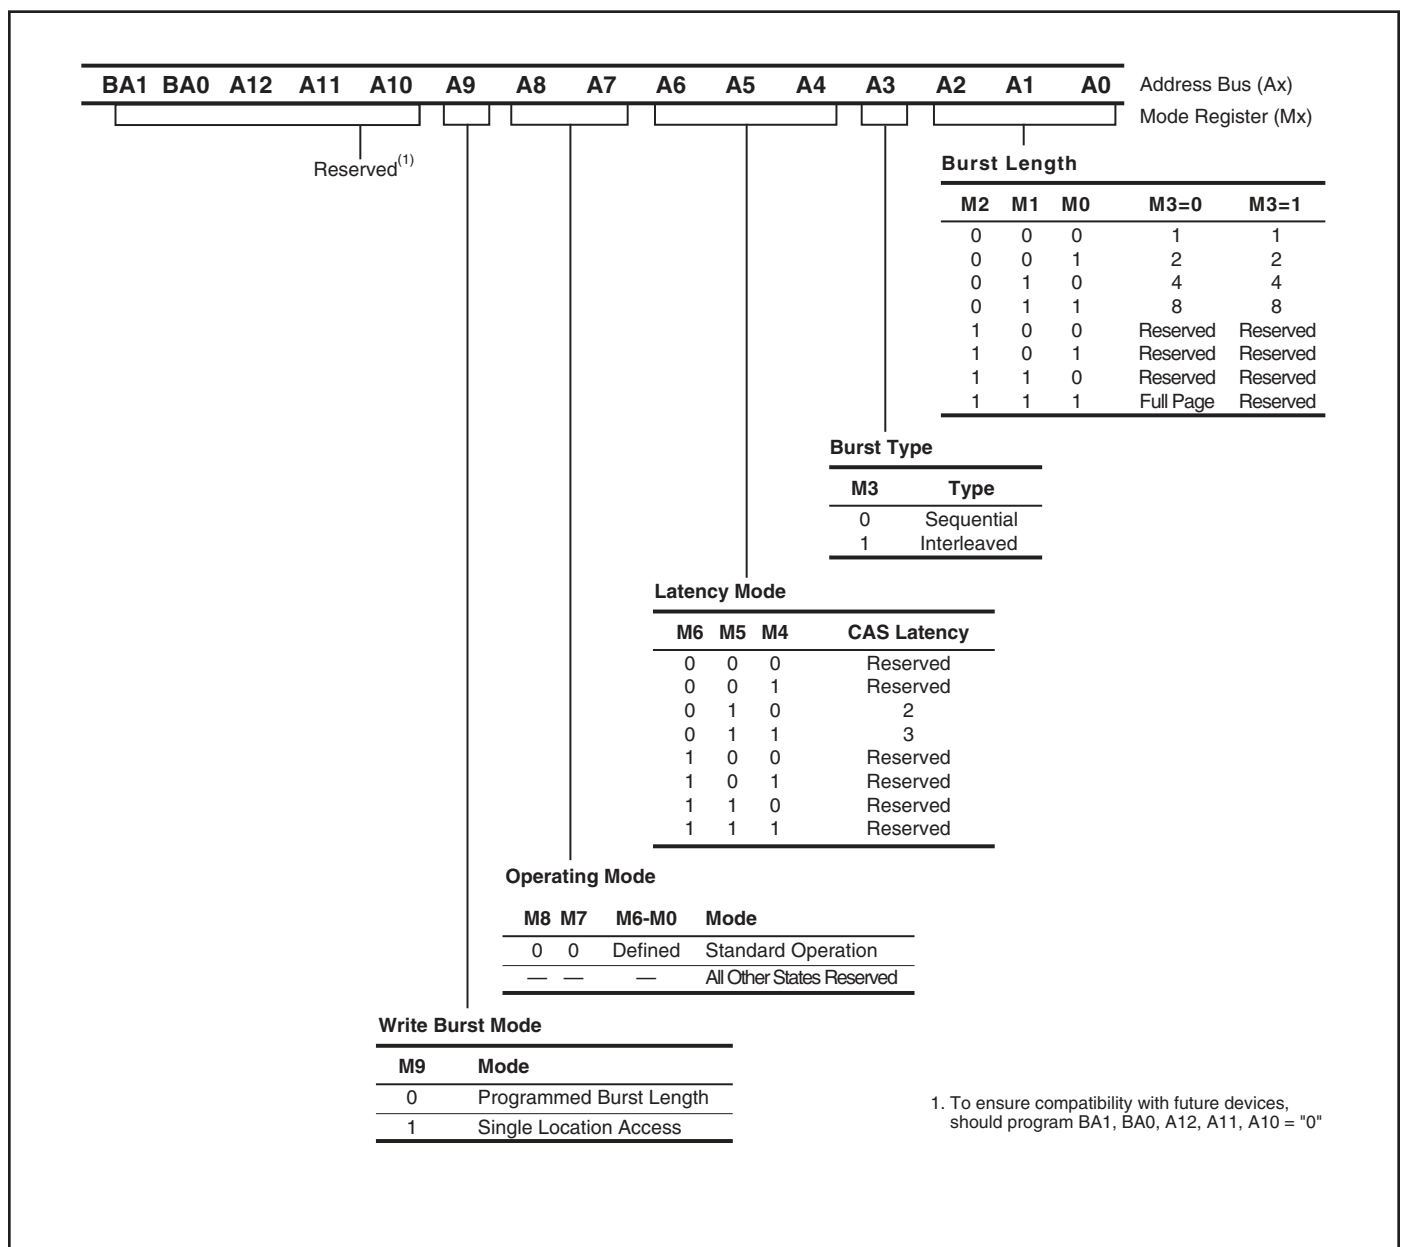 BA1 BA0 A12 A11 A10 A9 A8 A7 A6 A5 A4 A3 A2 A1 A0 Address Bus (Ax)
Mode Register (Mx)
Reserved(1)
Burst Length
M2 M1 M0 M3=0 M3=1
0 0 0 1 1
0 0 1 2 2
0 1 0 4 4
0 1 1 8 8
1 0 0 Reserved Reserved
1 0 1 Reserved Reserved
1 1 0 Reserved Reserved
1 1 1 Full Page Reserved
Burst Type
M3 Type
0 Sequential
1 Interleaved
Latency Mode
M6 M5 M4 CAS Latency
0 0 0 Reserved
0 0 1 Reserved
0 1 0 2
0 1 1 3
1 0 0 Reserved
1 0 1 Reserved
1 1 0 Reserved
1 1 1 Reserved
Operating Mode
M8 M7 M6-M0 Mode
0 0 Defined Standard Operation
— — — All Other States Reserved
Write Burst Mode
M9 Mode
0 Programmed Burst Length
1 Single Location Access
1. To ensure compatibility with future devices,
should program BA1, BA0, A12, A11, A10 = "0"